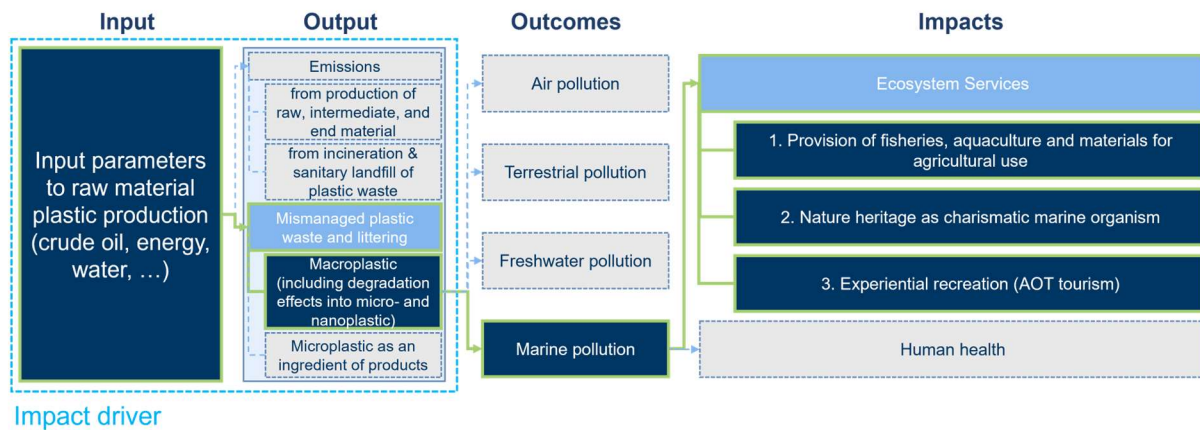 Input
Output
Outcomes
Impacts
Input parameters
to raw material
plastic production
(crude oil, energy,
water, …)
Emissions
from production of
raw, intermediate, and
end material
from incineration &
sanitary landfill of
plastic waste
Mismanaged plastic
waste and littering
Macroplastic
(including degradation
effects into micro- and
nanoplastic)
Microplastic as an
ingredient of products
Air pollution
Terrestrial pollution
Freshwater pollution
Marine pollution
Ecosystem Services
1. Provision of fisheries, aquaculture and materials for
agricultural use
2. Nature heritage as charismatic marine organism
3. Experiential recreation (AOT tourism)
Human health
Impact driver